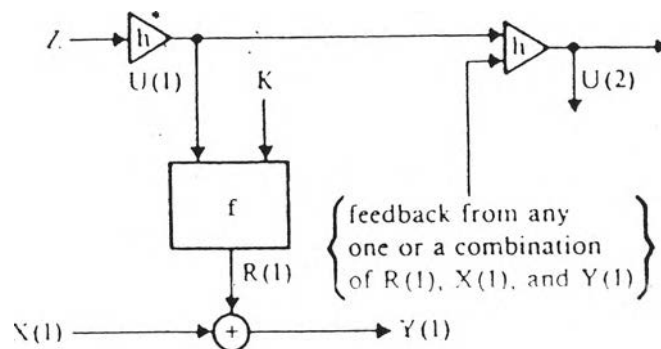 Z
h
h
U(1)
K
U(2)
f
feedback from any
one or a combination
of R(1), X(1), and Y(1)
R(1)
X(1)
+
Y(1)